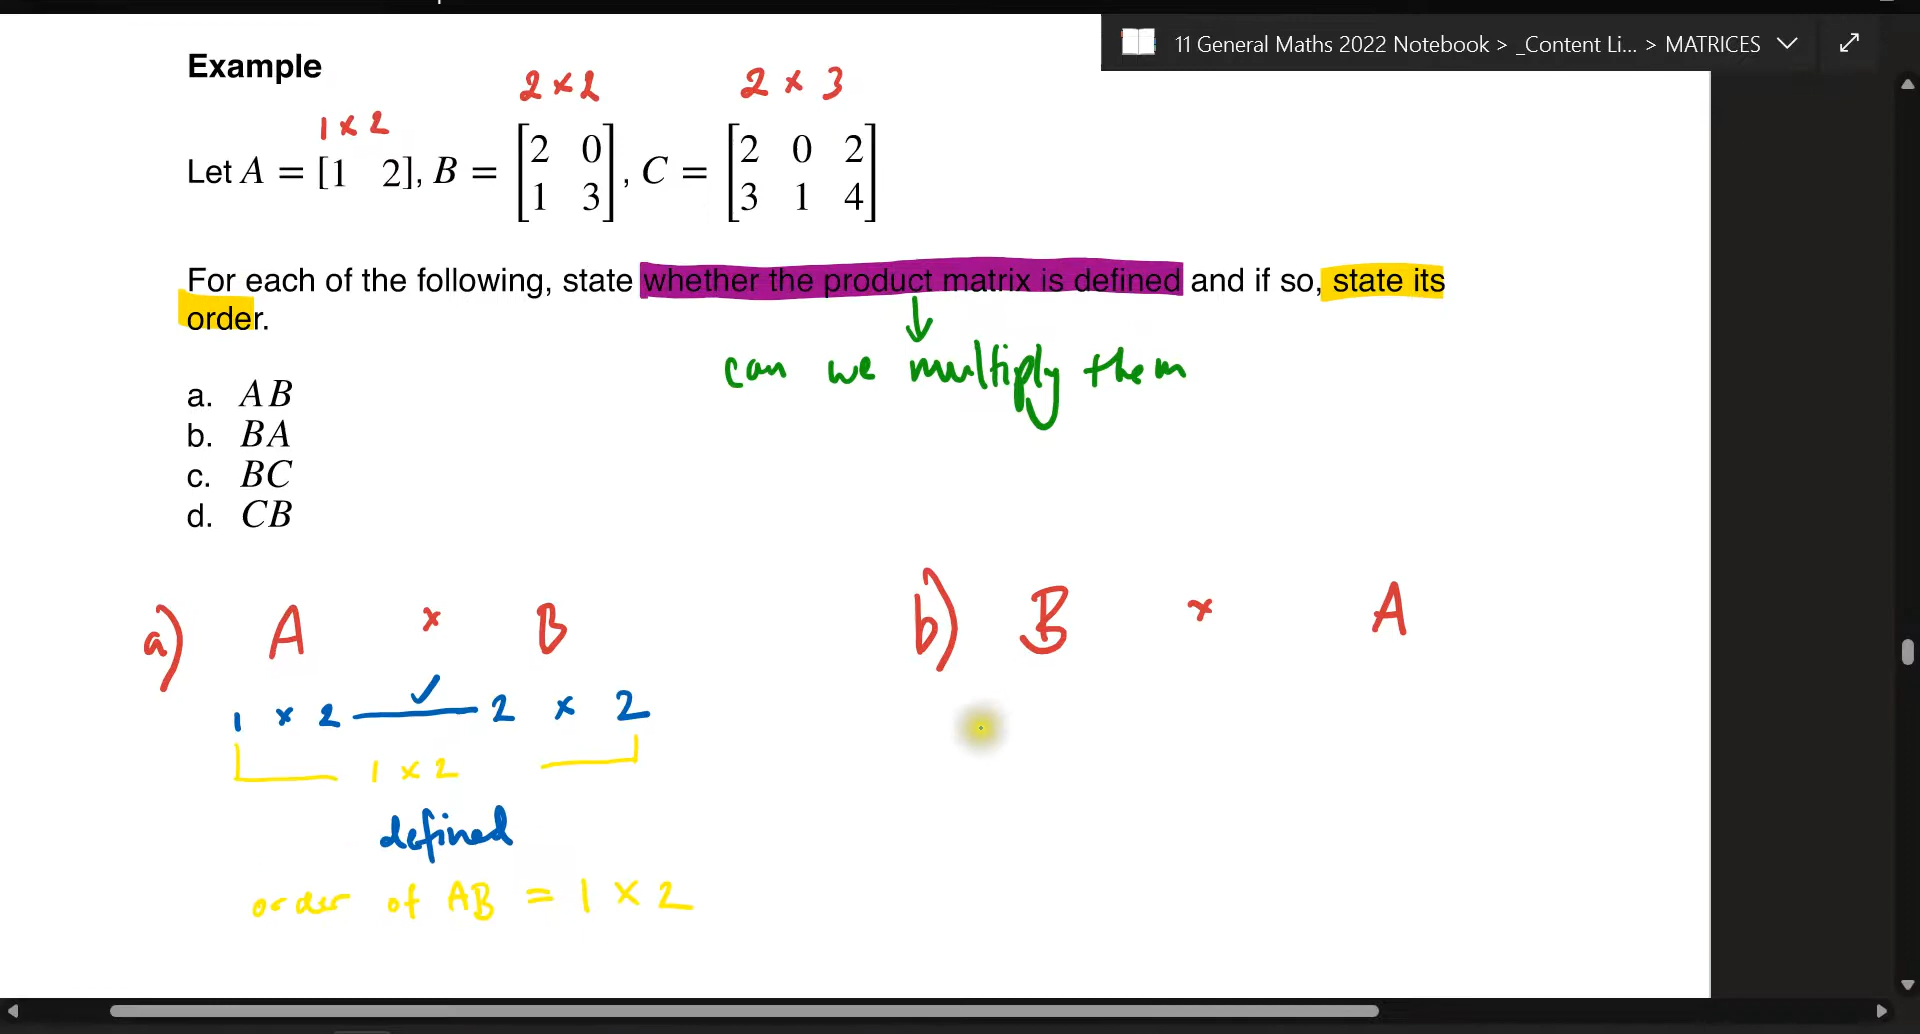 11 General Maths 2022 Notebook > _Content Li... > MATRICES
Example
1 × 2
2 × 2
2 × 3
Let A = [1 2], B = [2 0 1 3], C = [2 0 2 3 1 4]
For each of the following, state whether the product matrix is defined and if so, state its
order.
can we multiply them
a. AB
b. BA
c. BC
d. CB
a) A × B
1 × 2 ✓ 2 × 2
1 × 2
defined
order of AB = 1 × 2
b) B × A